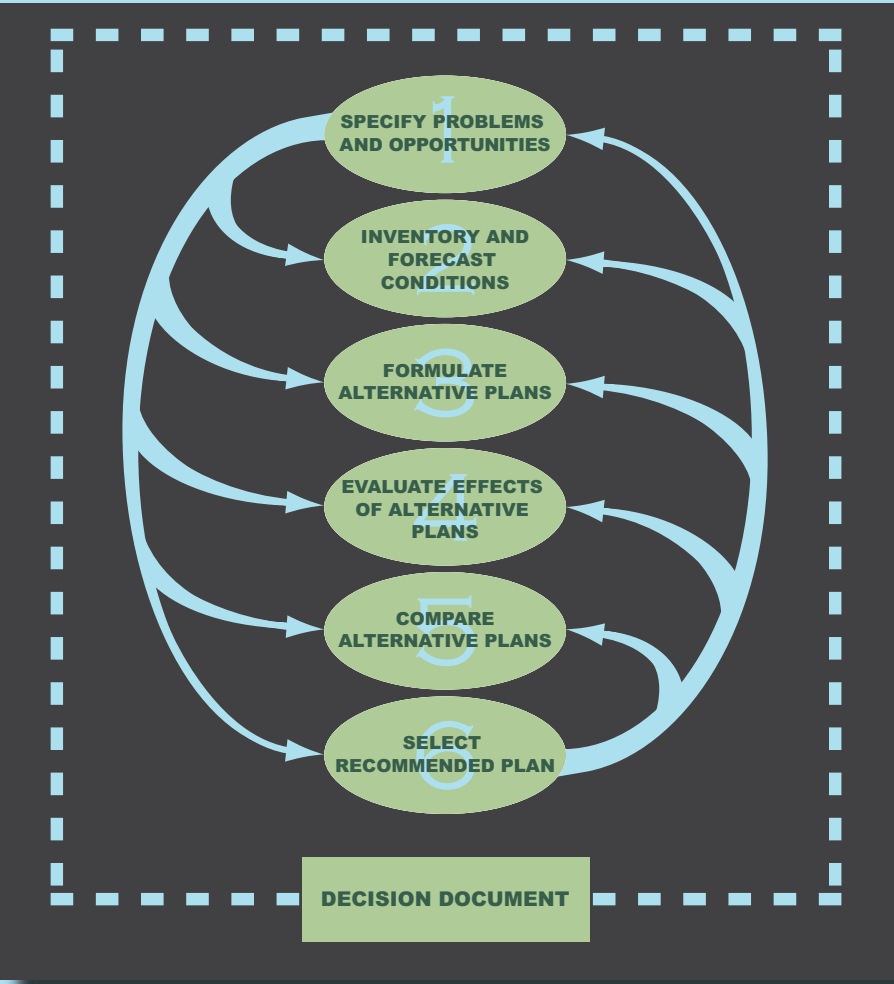 1
SPECIFY PROBLEMS
AND OPPORTUNITIES
2
INVENTORY AND
FORECAST
CONDITIONS
3
FORMULATE
ALTERNATIVE PLANS
4
EVALUATE EFFECTS
OF ALTERNATIVE
PLANS
5
COMPARE
ALTERNATIVE PLANS
6
SELECT
RECOMMENDED PLAN
DECISION DOCUMENT